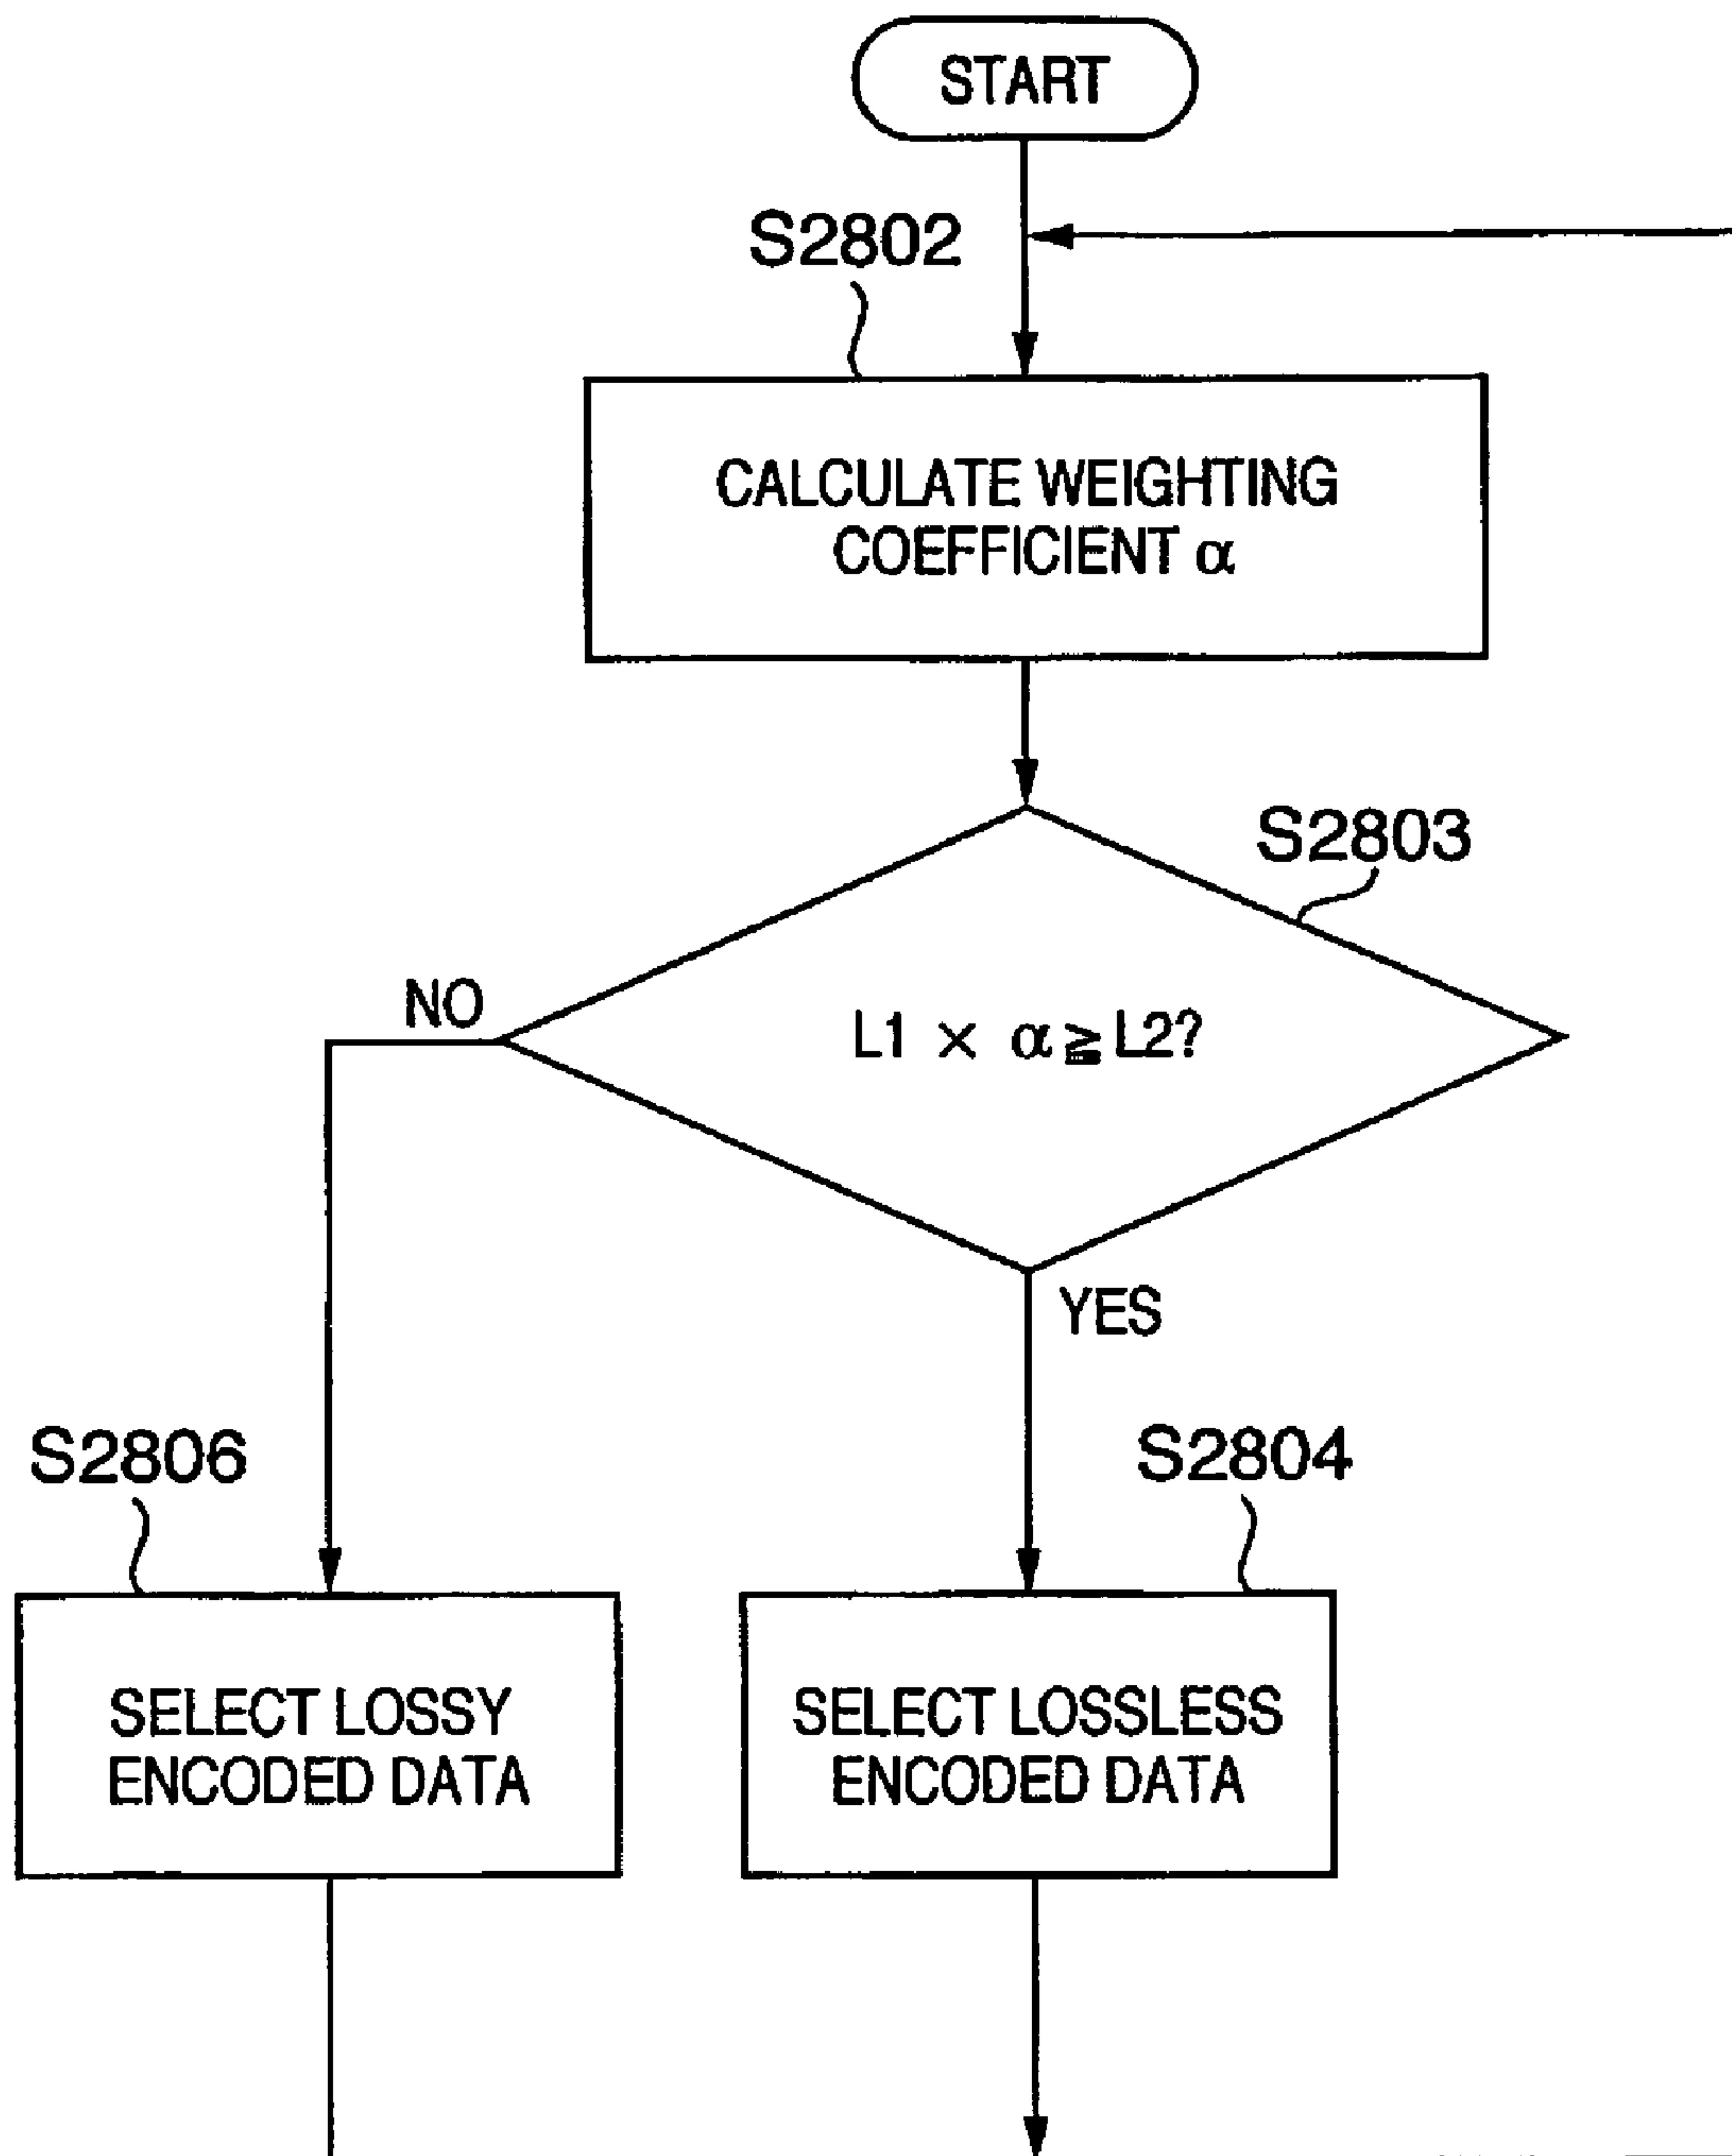 START
S2802
CALCULATE WEIGHTING
COEFFICIENT α
S2803
NO
L1 × α ≧ L2?
YES
S2806
S2804
SELECT LOSSY
ENCODED DATA
SELECT LOSSLESS
ENCODED DATA